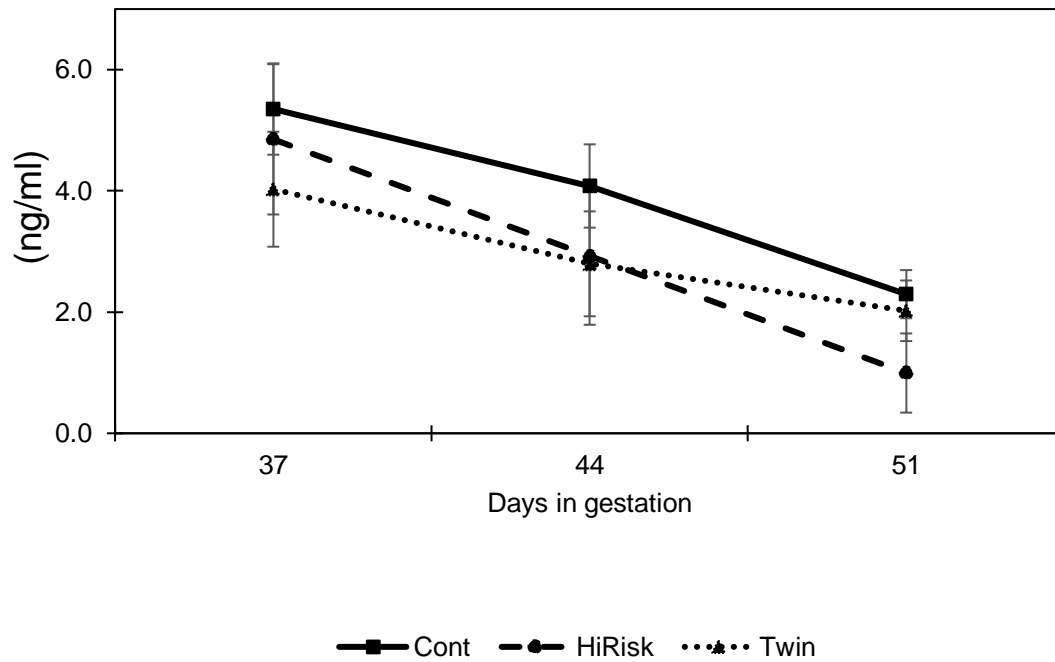 6.0
4.0
2.0
0.0
(ng/ml)
37 44 51
Days in gestation
Cont HiRisk Twin